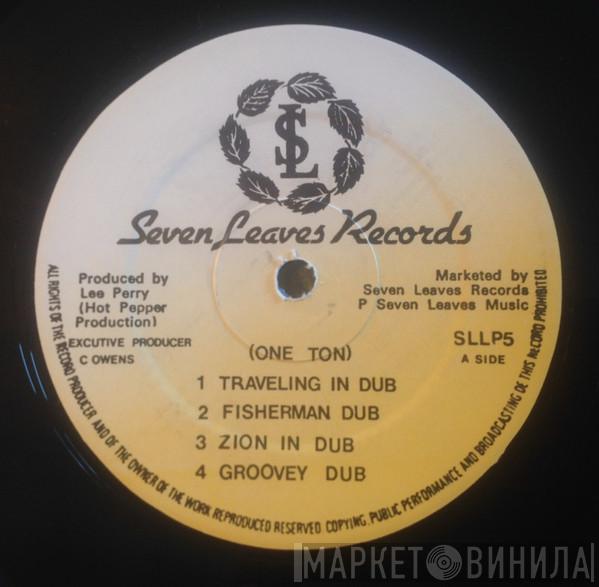 SL
Seven Leaves Records
Produced by
Lee Perry
(Hot Pepper
Production)
EXCUTIVE PRODUCER
C OWENS
Marketed by
Seven Leaves Records
P Seven Leaves Music
SLLP5
A SIDE
(ONE TON)
1 TRAVELING IN DUB
2 FISHERMAN DUB
3 ZION IN DUB
4 GROOVEY DUB
ALL RIGHTS OF THE RECORD PRODUCER AND OF THE OWNER OF THE WORK REPRODUCED RESERVED COPYING, PUBLIC PERFORMANCE AND BROADCASTING OF THIS RECORD PROHIBITED
МАРКЕТ ВИНИЛА